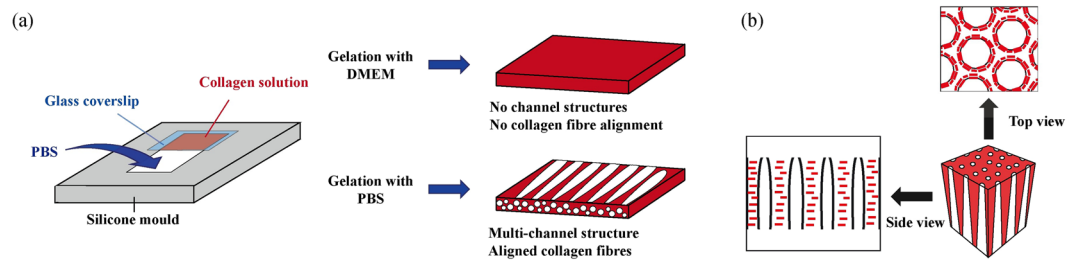 (a)
Collagen solution
Glass coverslip
PBS
Silicone mould
Gelation with
DMEM
No channel structures
No collagen fibre alignment
Gelation with
PBS
Multi-channel structure
Aligned collagen fibres
(b)
Top view
Side view